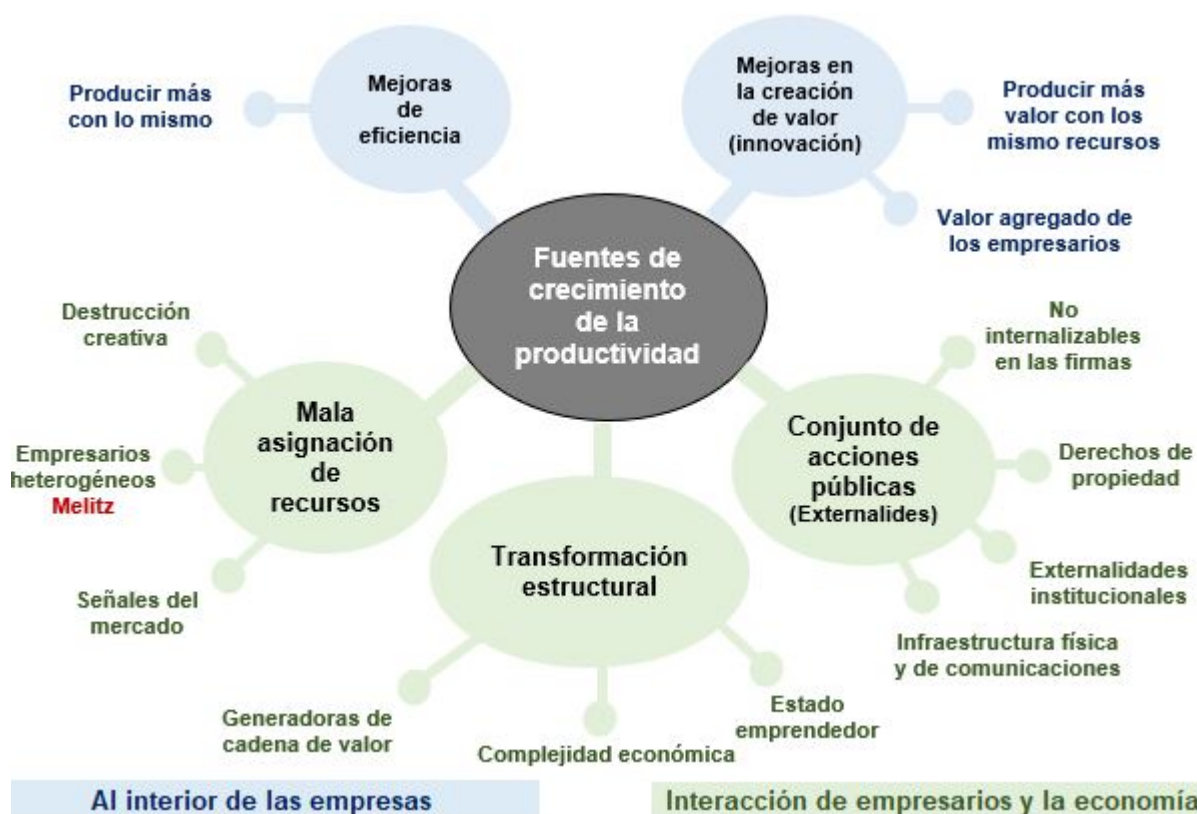 Mejoras
de
eficiencia
Producir más
con lo mismo
Mejoras en
la creación
de valor
(innovación)
Producir más
valor con los
mismo recursos
Valor agregado de
los empresarios
Fuentes de
crecimiento
de la
productividad
Destrucción
creativa
Mala
asignación
de
recursos
Empresarios
heterogéneos
Melitz
Señales del
mercado
No
internalizables
en las firmas
Conjunto de
acciones
públicas
(Externalides)
Derechos de
propiedad
Externalidades
institucionales
Infraestructura física
y de comunicaciones
Transformación
estructural
Generadoras de
cadena de valor
Complejidad económica
Estado
emprendedor
Al interior de las empresas
Interacción de empresarios y la economía